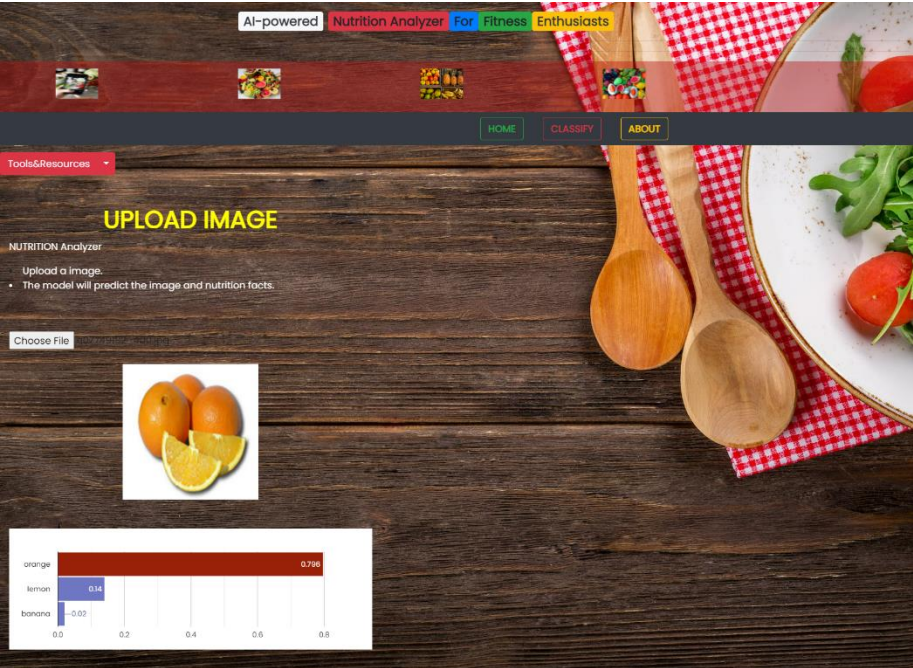 AI-powered Nutrition Analyzer For Fitness Enthusiasts
HOME CLASSIFY ABOUT
Tools&Resources
UPLOAD IMAGE
NUTRITION Analyzer
Upload a image.
• The model will predict the image and nutrition facts.
Choose File
orange 0.796
lemon 0.14
banana 0.02
0.0 0.2 0.4 0.6 0.8